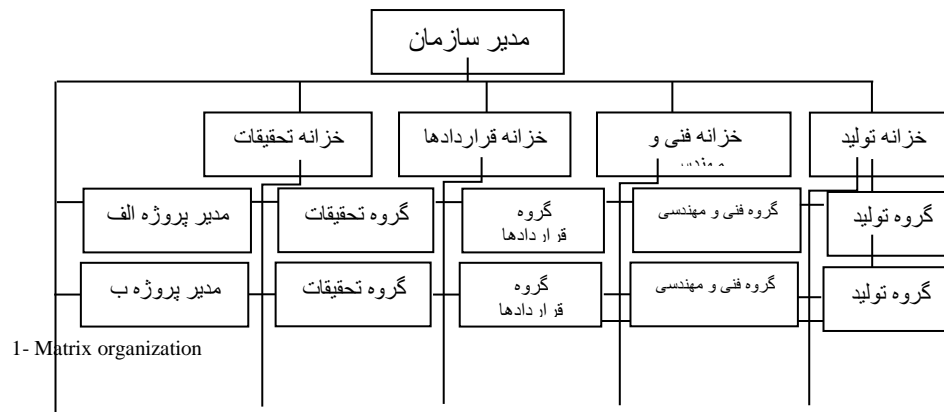 مدیر سازمان
خزانه تولید
خزانه فنی و
مهندسی
خزانه قراردادها
خزانه تحقیقات
گروه تولید
گروه فنی و مهندسی
گروه
قراردادها
گروه تحقیقات
مدیر پروژه الف
گروه تولید
گروه فنی و مهندسی
گروه
قراردادها
گروه تحقیقات
مدیر پروژه ب
1- Matrix organization